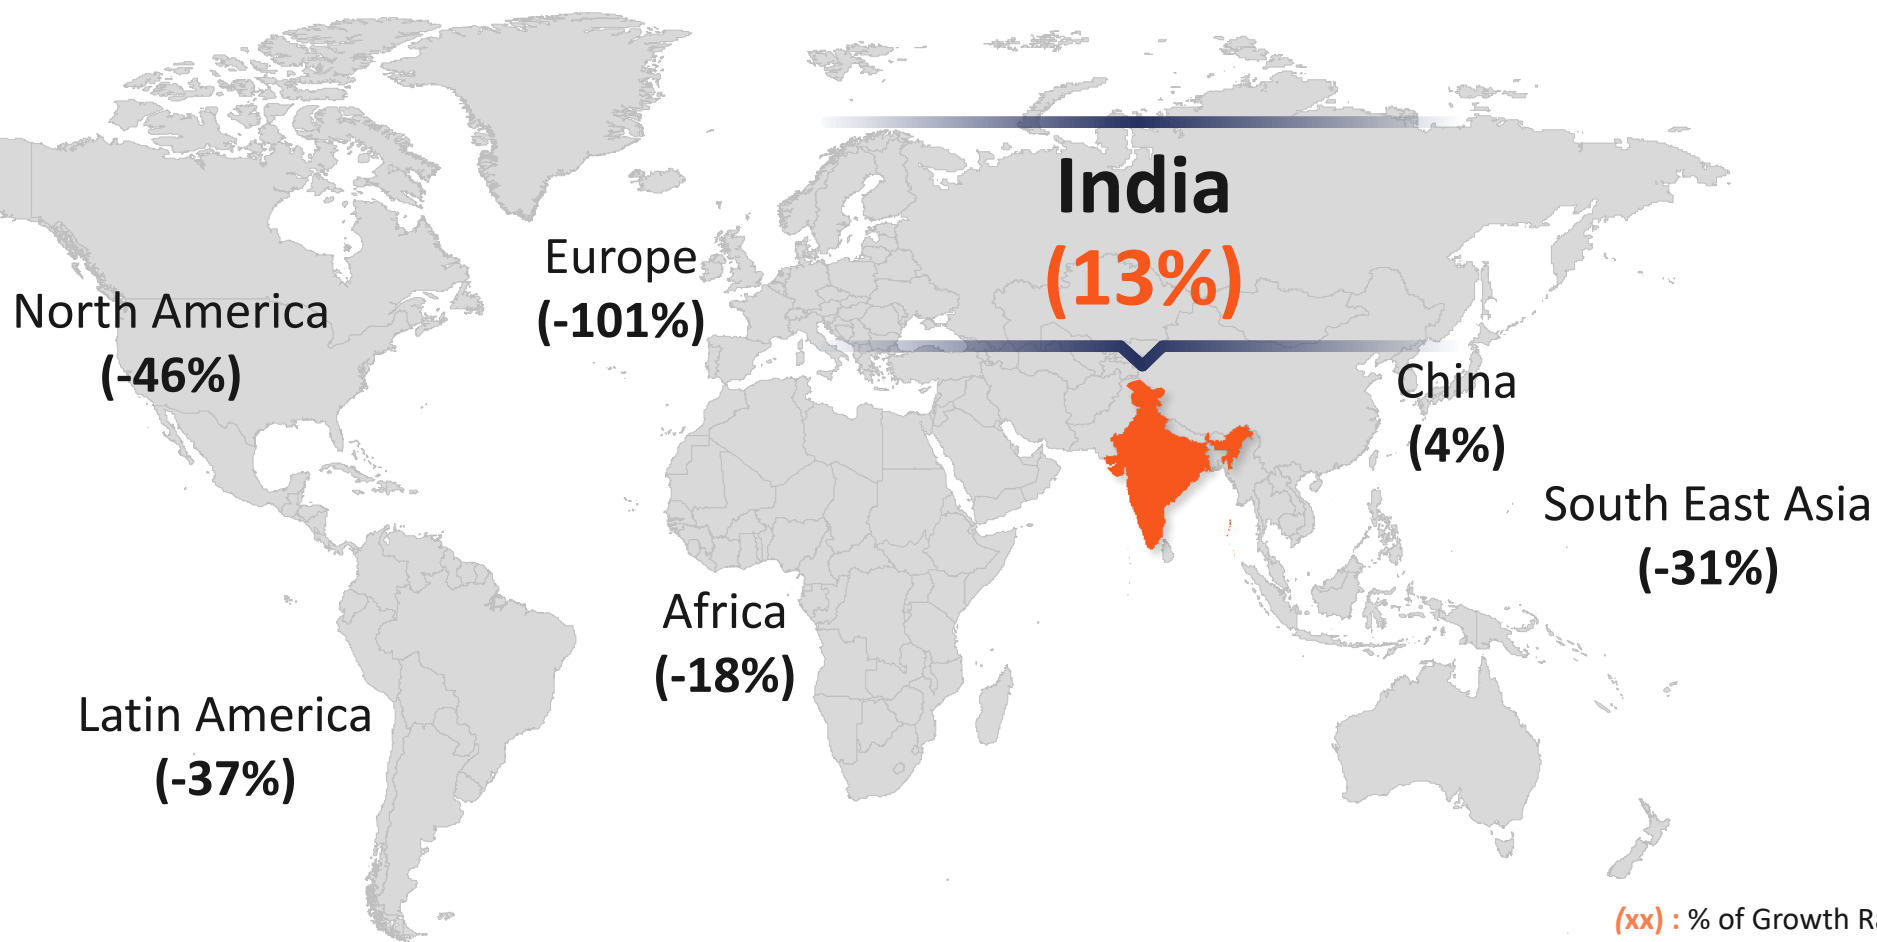 India
(13%)
Europe
(-101%)
North America
(-46%)
China
(4%)
South East Asia
(-31%)
Africa
(-18%)
Latin America
(-37%)
(xx) : % of Growth